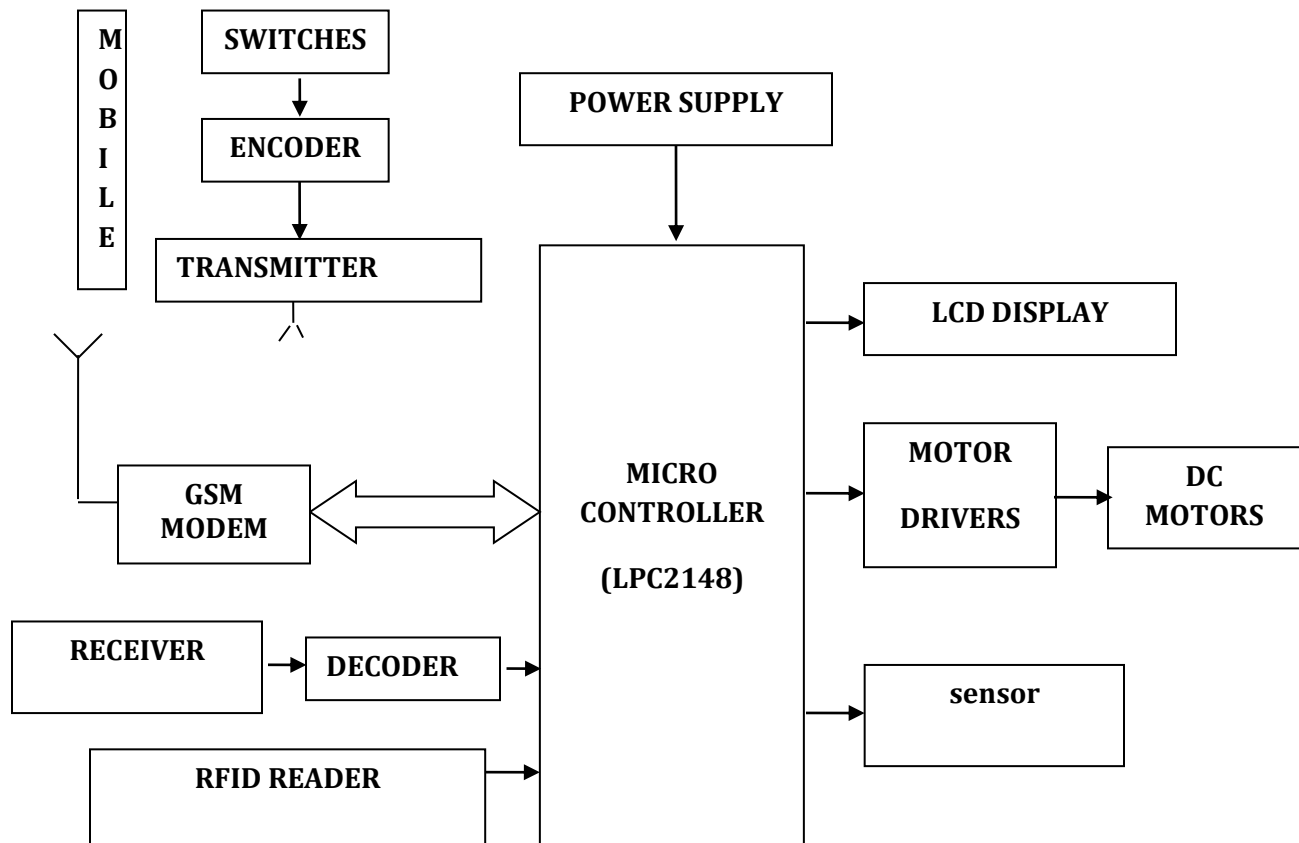 MOBILE
SWITCHES
ENCODER
TRANSMITTER
POWER SUPPLY
LCD DISPLAY
MOTOR
DRIVERS
DC
MOTORS
GSM
MODEM
MICRO
CONTROLLER
(LPC2148)
RECEIVER
DECODER
sensor
RFID READER